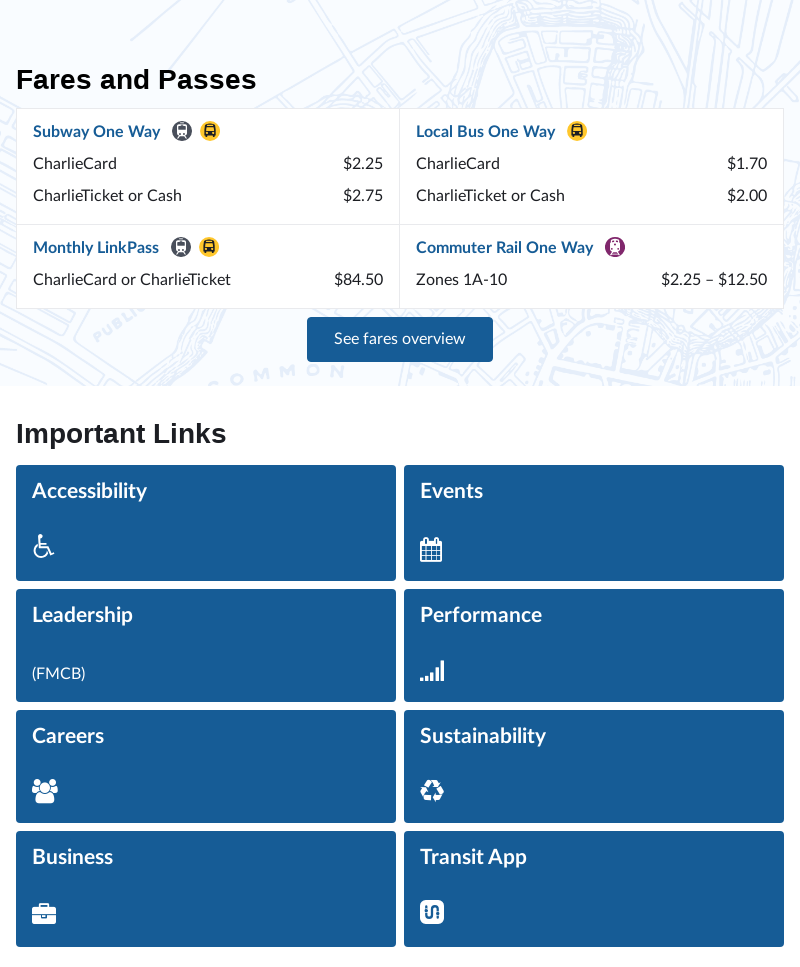 Fares and Passes
Subway One Way
CharlieCard $2.25
CharlieTicket or Cash $2.75
Local Bus One Way
CharlieCard $1.70
CharlieTicket or Cash $2.00
Monthly LinkPass
CharlieCard or CharlieTicket $84.50
Commuter Rail One Way
Zones 1A-10 $2.25 – $12.50
See fares overview
COMMON
Important Links
Accessibility
Events
Leadership
(FMCB)
Performance
Careers
Sustainability
Business
Transit App